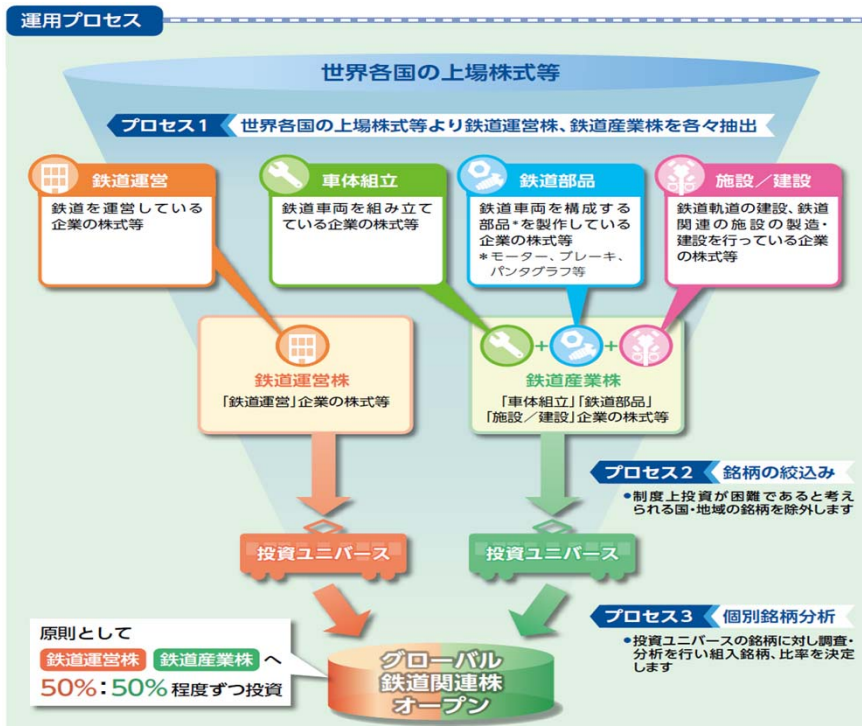 運用プロセス
世界各国の上場株式等
プロセス1 世界各国の上場株式等より鉄道運営株、鉄道産業株を各々抽出
鉄道運営
鉄道を運営している
企業の株式等
車体組立
鉄道車両を組み立て
ている企業の株式等
鉄道部品
鉄道車両を構成する
部品*を製作している
企業の株式等
*モーター、ブレーキ、
パンタグラフ等
施設／建設
鉄道軌道の建設、鉄道
関連の施設の製造・
建設を行っている企業
の株式等
鉄道運営株
「鉄道運営」企業の株式等
+ +
鉄道産業株
「車体組立」「鉄道部品」
「施設／建設」企業の株式等
プロセス2 銘柄の絞込み
●制度上投資が困難であると考え
られる国・地域の銘柄を除外します
投資ユニバース
投資ユニバース
プロセス3 個別銘柄分析
●投資ユニバースの銘柄に対し調査・
分析を行い組入銘柄、比率を決定
します
原則として
鉄道運営株 鉄道産業株 へ
50%:50%程度ずつ投資
グローバル
鉄道関連株
オープン